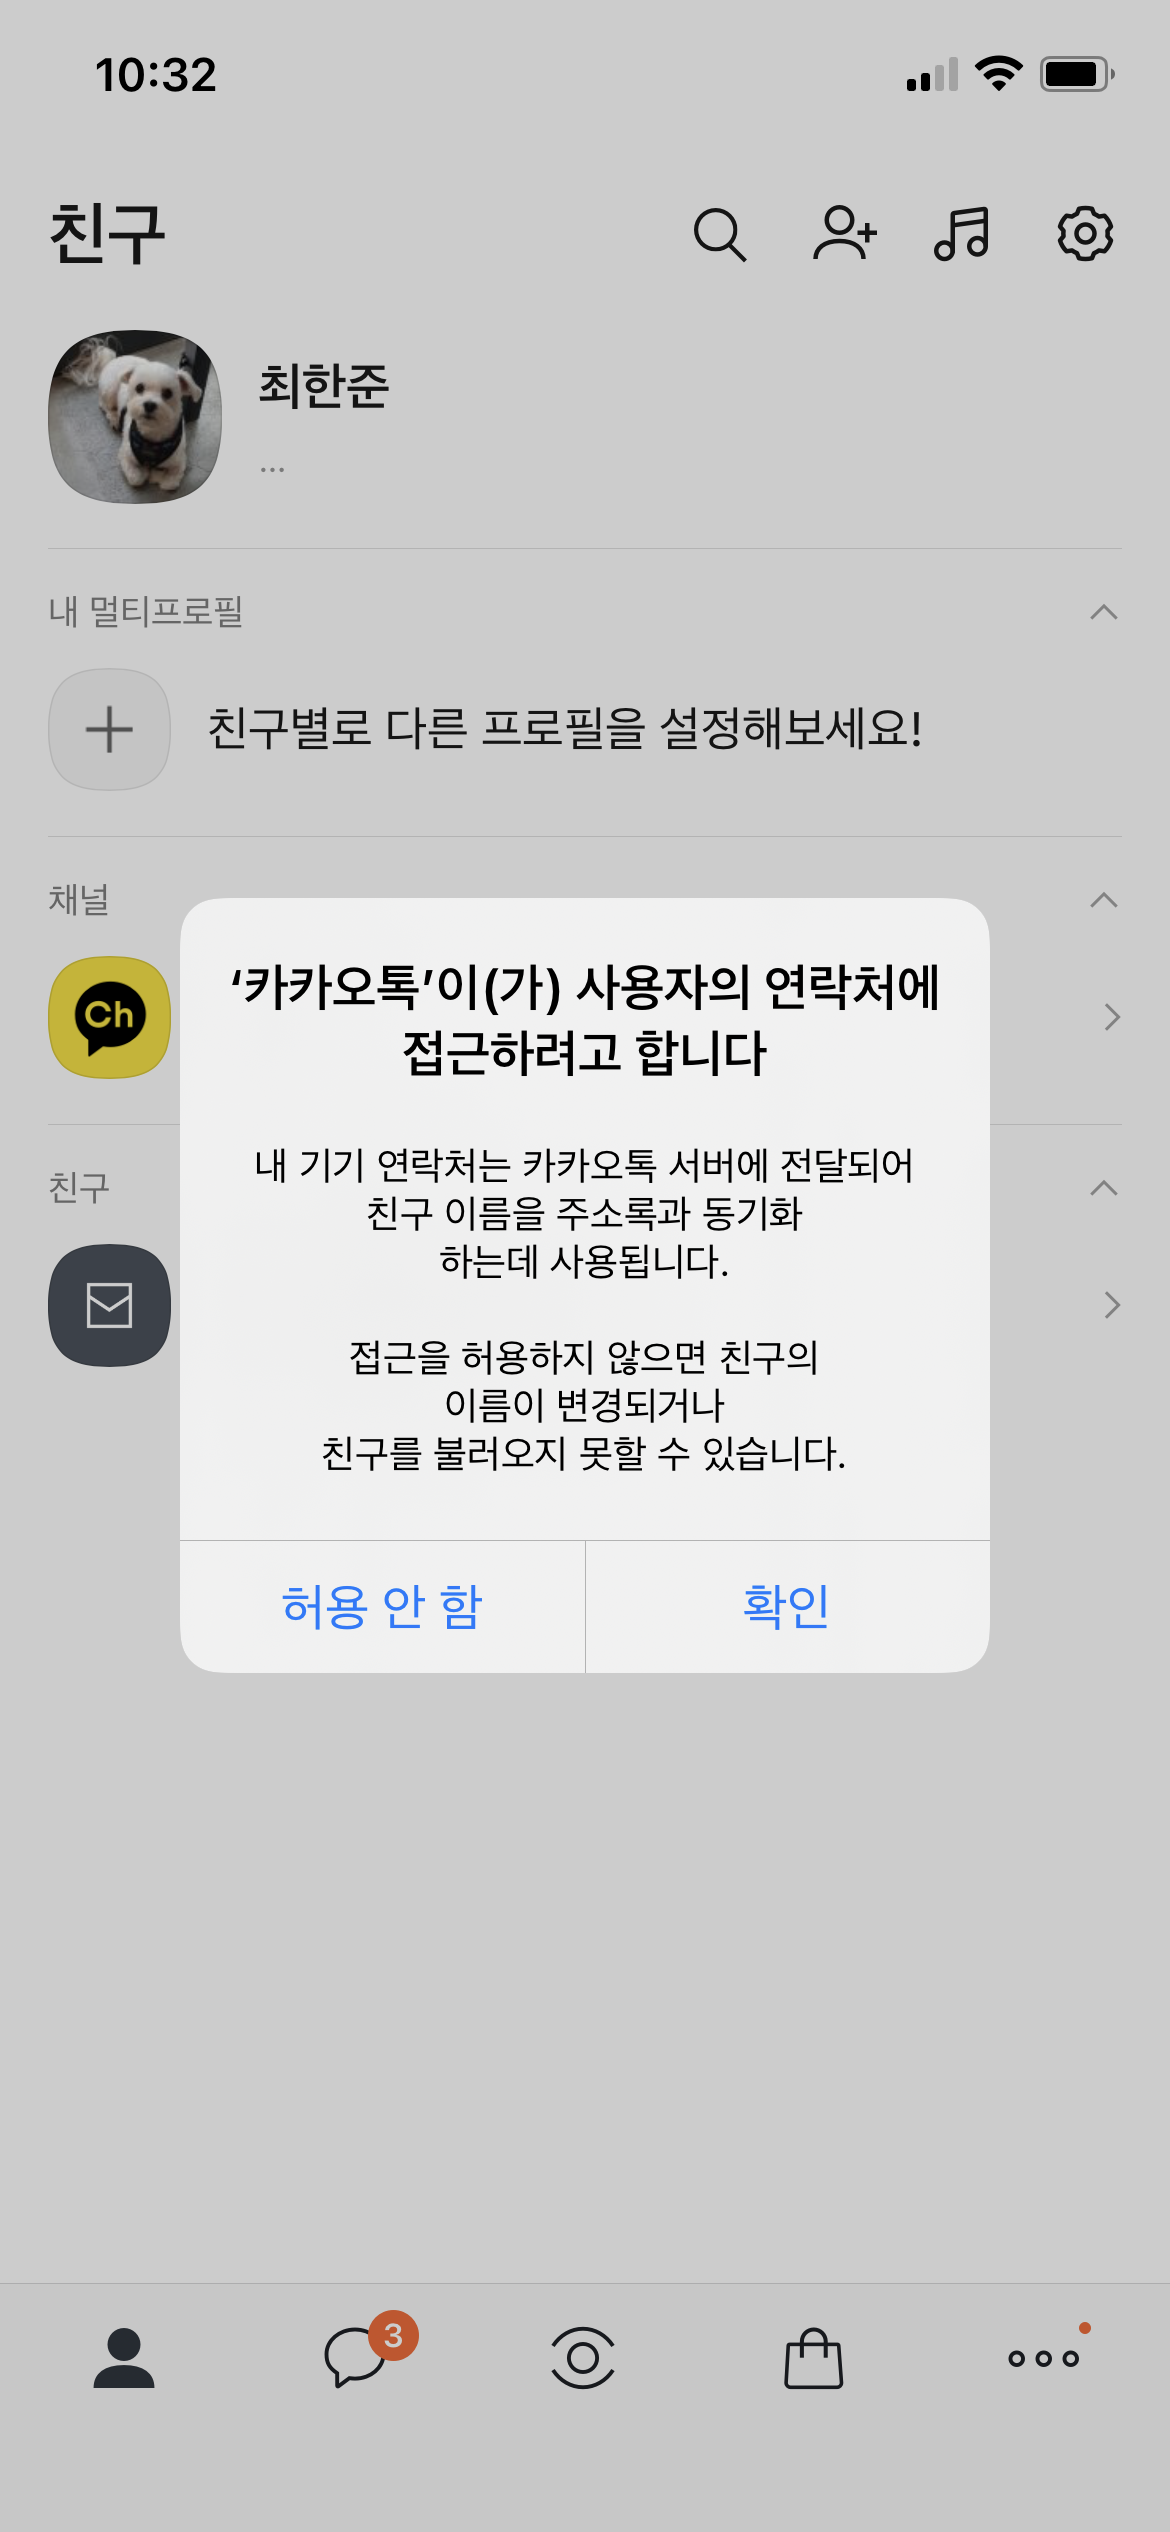 10:32
친구
최한준
...
내 멀티프로필
친구별로 다른 프로필을 설정해보세요!
채널
Ch
‘카카오톡’이(가) 사용자의 연락처에
접근하려고 합니다
내 기기 연락처는 카카오톡 서버에 전달되어
친구 이름을 주소록과 동기화
하는데 사용됩니다.
친구
접근을 허용하지 않으면 친구의
이름이 변경되거나
친구를 불러오지 못할 수 있습니다.
허용 안 함
확인
3